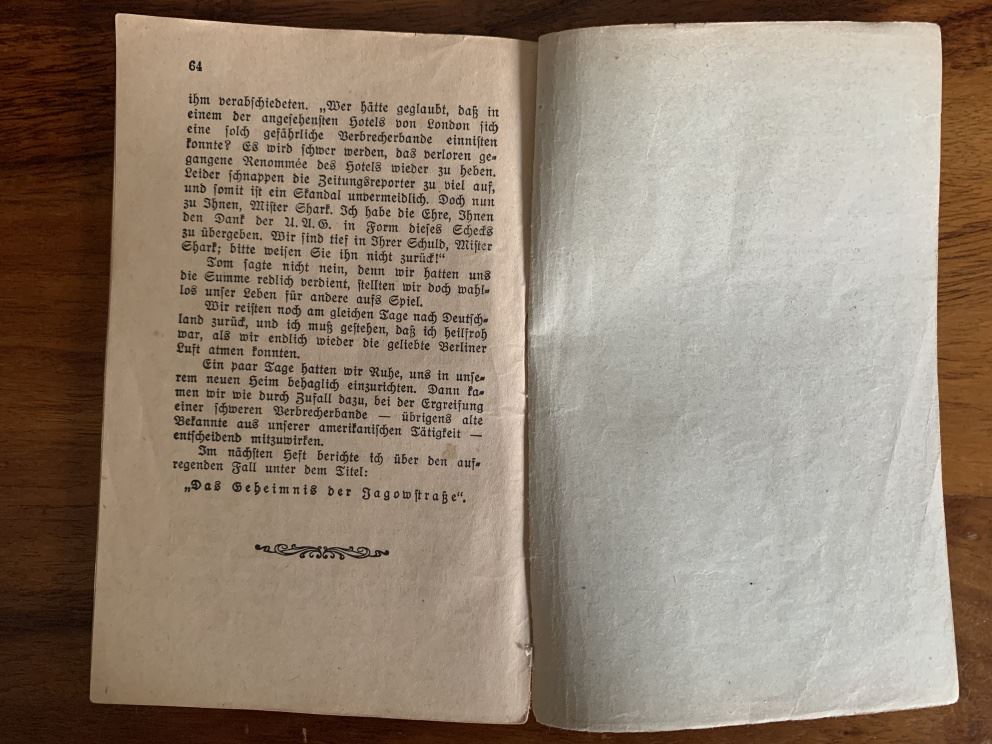 64
ihm verabschiedeten. „Wer hätte geglaubt, daß in
einem der angesehensten Hotels von London sich
eine solch gefährliche Verbrecherbande einnisten
konnte? Es wird schwer werden, das verloren ge-
gangene Renommée des Hotels wieder zu heben.
Leider schnappen die Zeitungsreporter zu viel auf,
und somit ist ein Skandal unvermeidlich. Doch nun
zu Ihnen, Mister Shark. Ich habe die Ehre, Ihnen
den Dank der U. A. G. in Form dieses Schecks
zu übergeben. Wir sind tief in Ihrer Schuld, Mister
Shark; bitte weisen Sie ihn nicht zurück!“
Tom sagte nicht nein, denn wir hatten uns
die Summe redlich verdient, stellten wir doch wahl-
los unser Leben für andere aufs Spiel.
Wir reisten noch am gleichen Tage nach Deutsch-
land zurück, und ich muß gestehen, daß ich heilfroh
war, als wir endlich wieder die geliebte Berliner
Luft atmen konnten.
Ein paar Tage hatten wir Ruhe, uns in unse-
rem neuen Heim behaglich einzurichten. Dann ka-
men wir wie durch Zufall dazu, bei der Ergreifung
einer schweren Verbrecherbande — übrigens alte
Bekannte aus unserer amerikanischen Tätigkeit —
entscheidend mitzuwirken.
Im nächsten Heft berichte ich über den auf-
regenden Fall unter dem Titel:
„Das Geheimnis der Jagowstraße“.